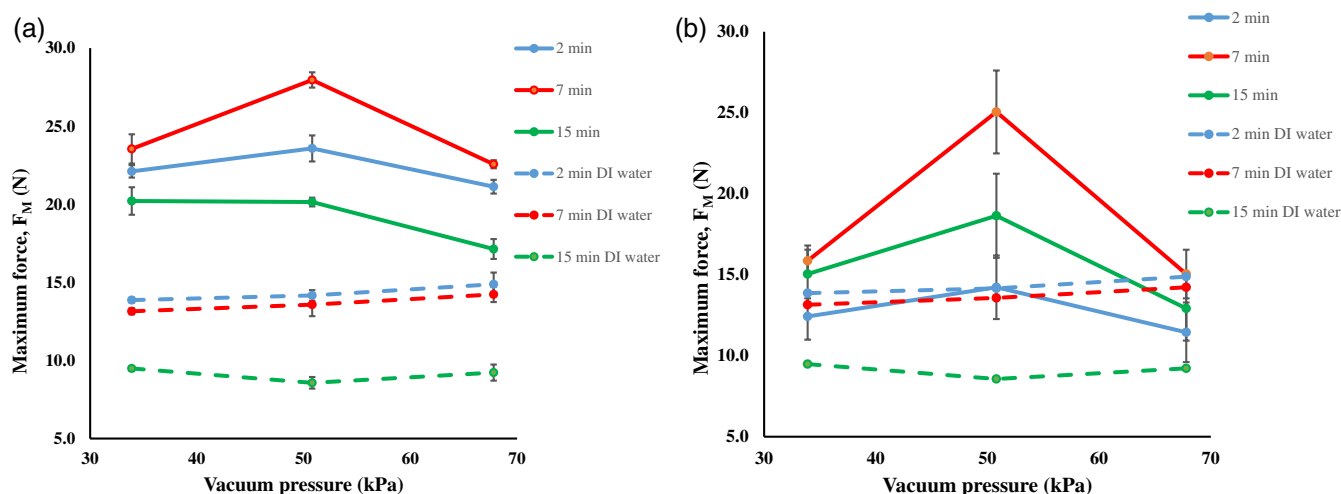 (a)
30.0
25.0
20.0
15.0
10.0
5.0
30
40
50
60
70
Maximum force, F_M (N)
Vacuum pressure (kPa)
2 min
7 min
15 min
2 min DI water
7 min DI water
15 min DI water
(b)
30.0
25.0
20.0
15.0
10.0
5.0
30
40
50
60
70
Maximum force, F_M (N)
Vacuum pressure (kPa)
2 min
7 min
15 min
2 min DI water
7 min DI water
15 min DI water